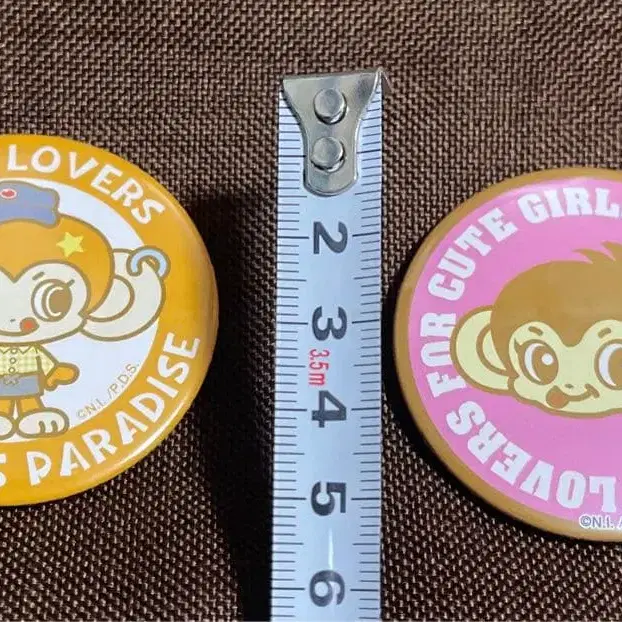 LOVERS
PARADISE
©N.I./P.D.S.
2
3
3.5m
4
5
6
FOR CUTE GIRL
LOVERS
©N.I./